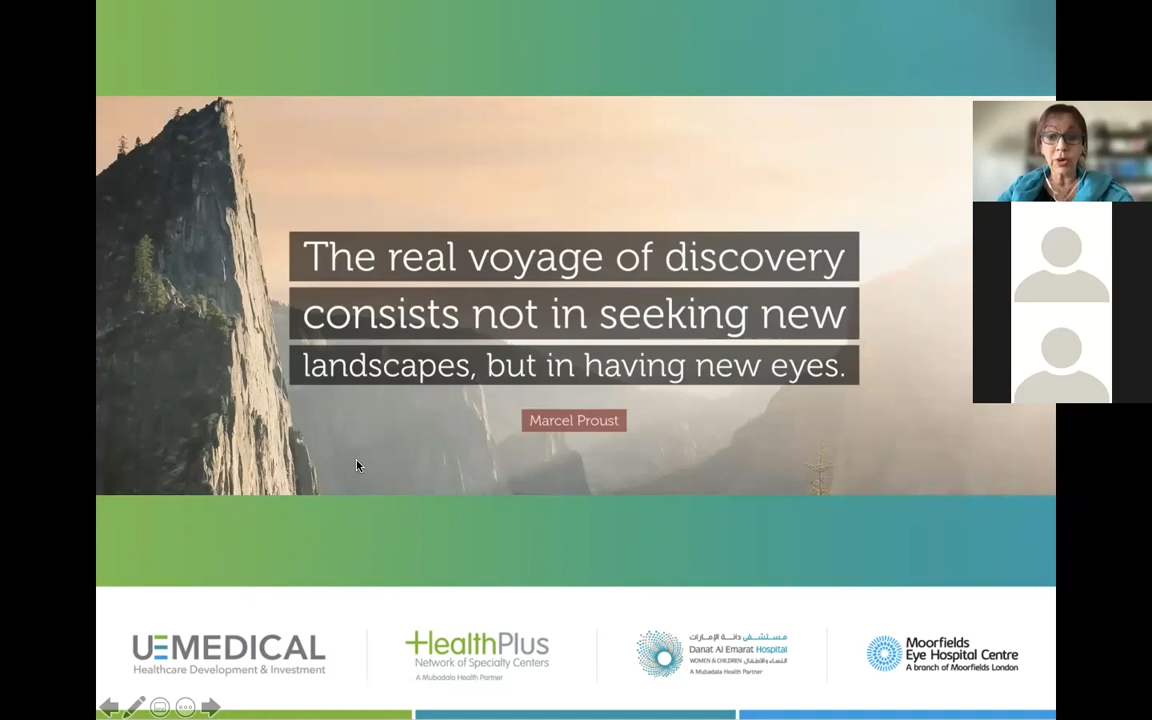 The real voyage of discovery
consists not in seeking new
landscapes, but in having new eyes.
Marcel Proust
UEMEDICAL
Healthcare Development & Investment
HealthPlus
Network of Specialty Centers
A Mubadala Health Partner
مستشفى دانة الإمارات
Danat Al Emarat Hospital
WOMEN & CHILDREN النساء والأطفال
A Mubadala Health Partner
Moorfields
Eye Hospital Centre
A branch of Moorfields London